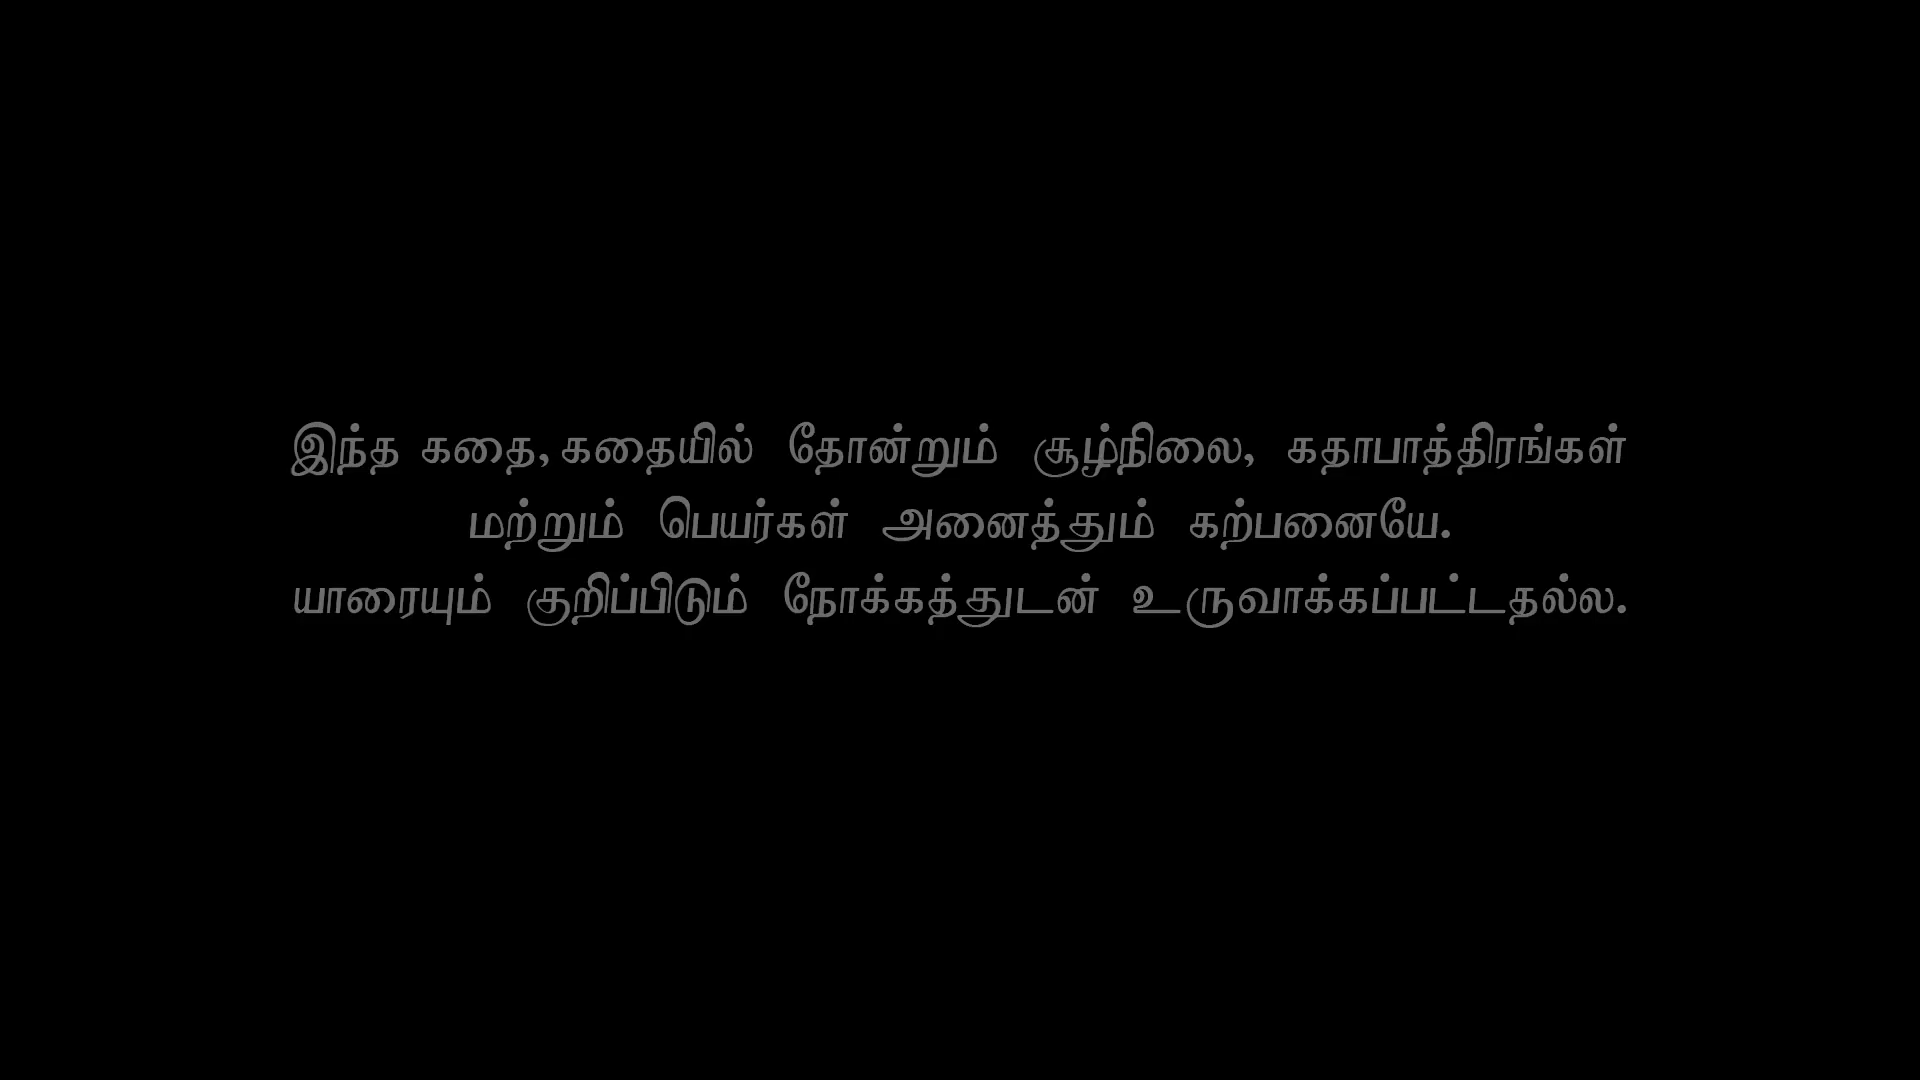 இந்த கதை,கதையில் தோன்றும் சூழ்நிலை, கதாபாத்திரங்கள்
மற்றும் பெயர்கள் அனைத்தும் கற்பனையே.
யாரையும் குறிப்பிடும் நோக்கத்துடன் உருவாக்கப்பட்டதல்ல.